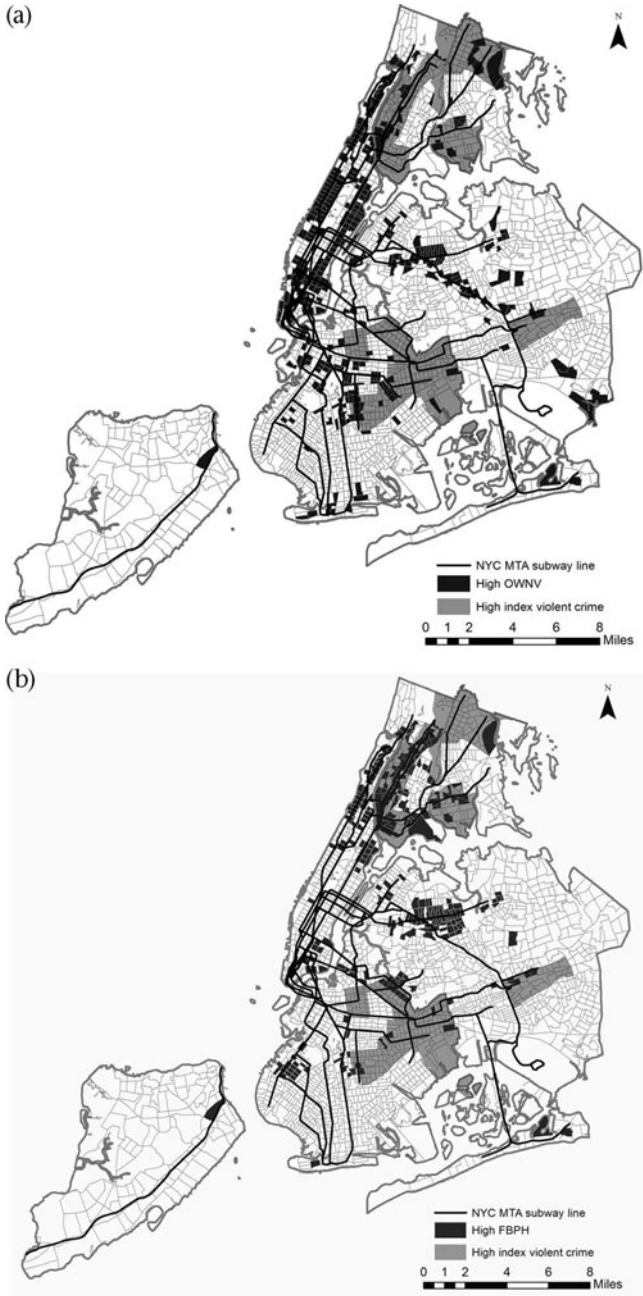 (a)
N
NYC MTA subway line
High OWNV
High index violent crime
0 1 2 4 6 8
Miles
(b)
N
NYC MTA subway line
High FBPH
High index violent crime
0 1 2 4 6 8
Miles